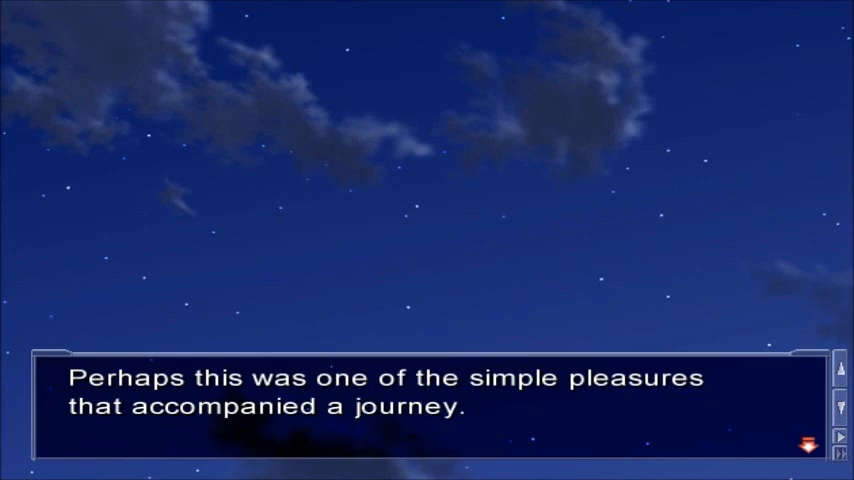 Perhaps this was one of the simple pleasures
that accompanied a journey.